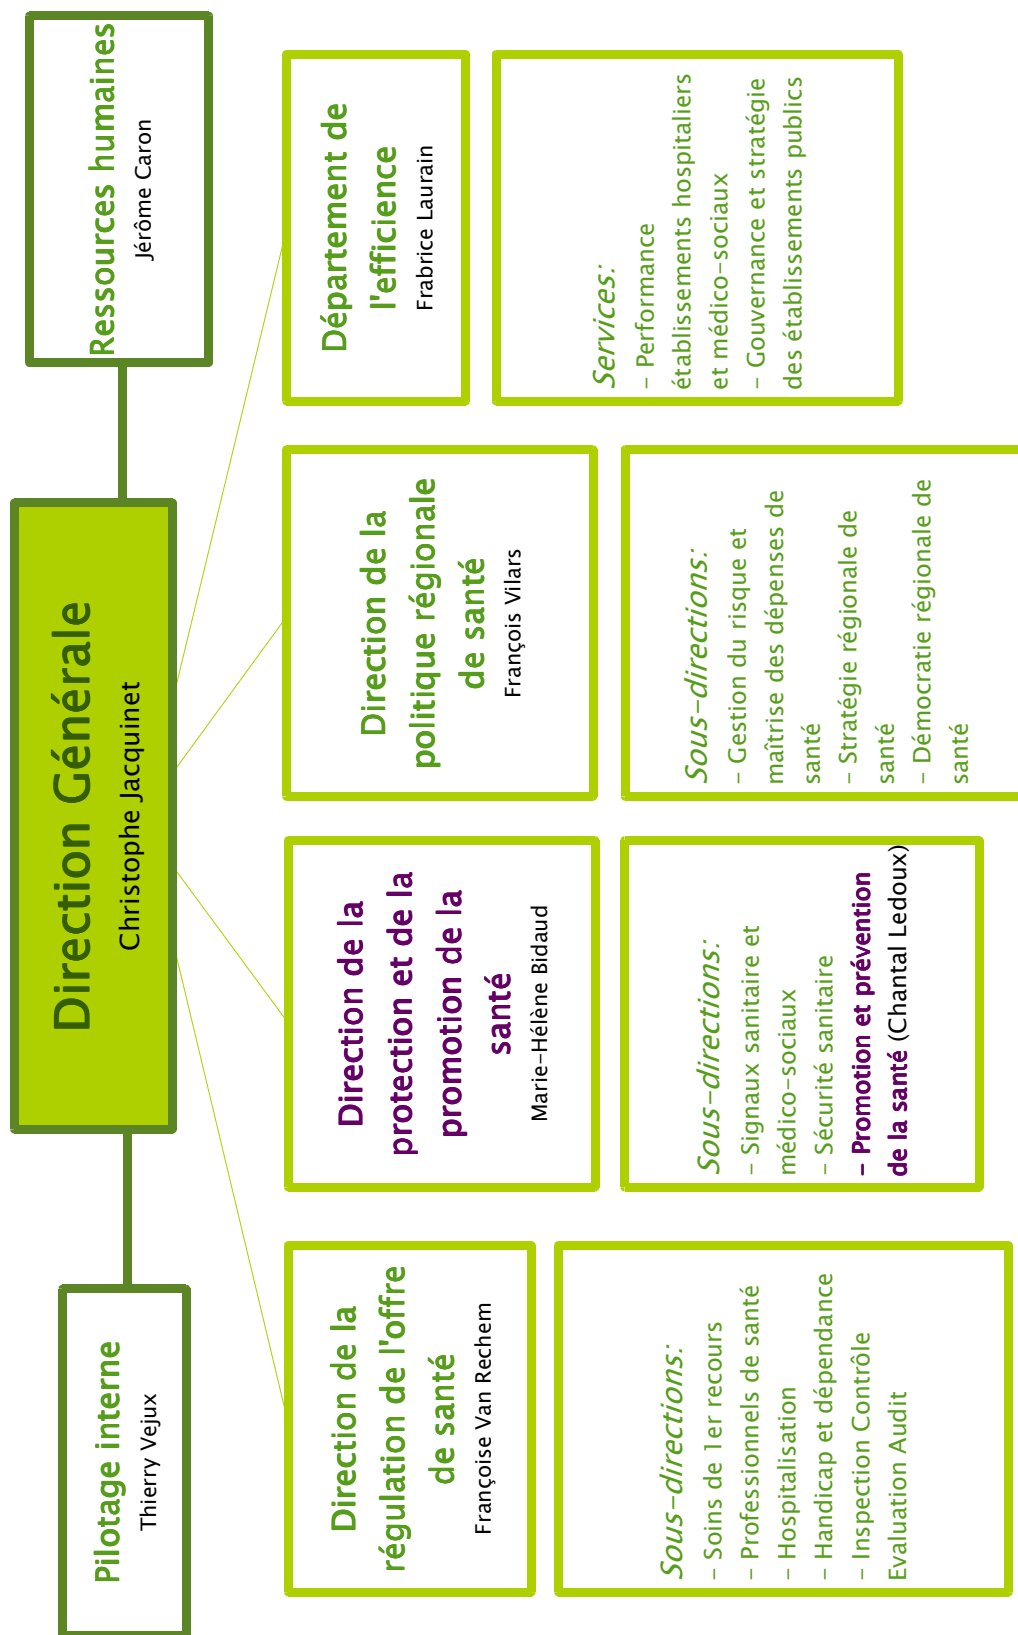 Pilotage interne
Thierry Vejux
Direction Générale
Christophe Jacquinet
Ressources humaines
Jérôme Caron
Direction de la
régulation de l'offre
de santé
Françoise Van Rechem
Direction de la
protection et de la
promotion de la
santé
Marie-Hélène Bidaud
Direction de la
politique régionale
de santé
François Vilars
Département de
l'efficience
Frabrice Laurain
Sous-directions:
- Soins de 1er recours
- Professionnels de santé
- Hospitalisation
- Handicap et dépendance
- Inspection Contrôle
Evaluation Audit
Sous-directions:
- Signaux sanitaire et
médico-sociaux
- Sécurité sanitaire
- Promotion et prévention
de la santé (Chantal Ledoux)
Sous-directions:
- Gestion du risque et
maîtrise des dépenses de
santé
- Stratégie régionale de
santé
- Démocratie régionale de
santé
Services:
- Performance
établissements hospitaliers
et médico-sociaux
- Gouvernance et stratégie
des établissements publics